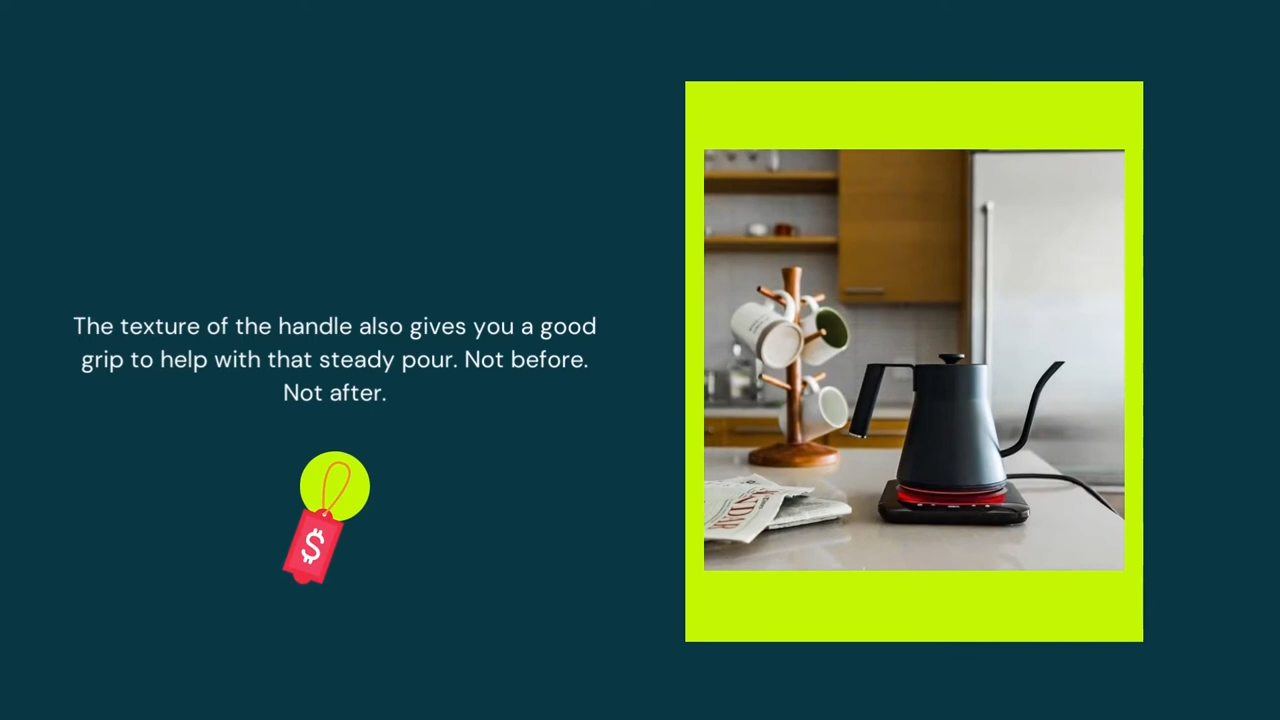 The texture of the handle also gives you a good
grip to help with that steady pour. Not before.
Not after.
$